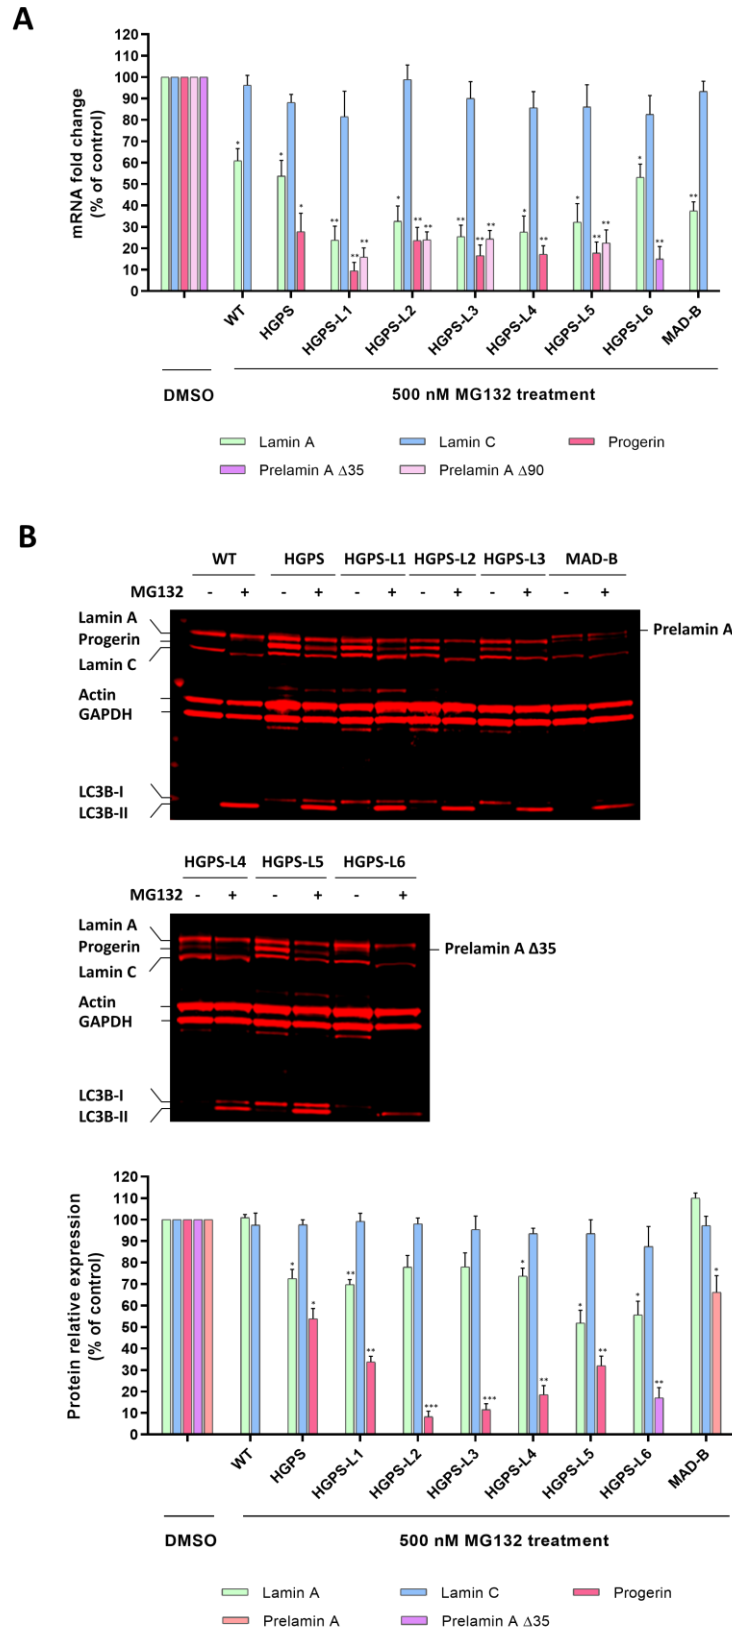 A
mRNA fold change
(% of control)
120
110
100
90
80
70
60
50
40
30
20
10
0
* * * ** ** ** * ** ** ** ** ** * ** * ** ** * ** **
WT HGPS HGPS-L1 HGPS-L2 HGPS-L3 HGPS-L4 HGPS-L5 HGPS-L6 MAD-B
DMSO 500 nM MG132 treatment
Lamin A Lamin C Progerin
Prelamin A Δ35 Prelamin A Δ90
B
WT HGPS HGPS-L1 HGPS-L2 HGPS-L3 MAD-B
MG132 - + - + - + - + - + - +
Lamin A
Prelamin A
Progerin
Lamin C
Actin
GAPDH
LC3B-I
LC3B-II
HGPS-L4 HGPS-L5 HGPS-L6
MG132 - + - + - +
Lamin A
Progerin Prelamin A Δ35
Lamin C
Actin
GAPDH
LC3B-I
LC3B-II
Protein relative expression
(% of control)
120
110
100
90
80
70
60
50
40
30
20
10
0
* * ** ** *** *** * ** * ** * ** *
WT HGPS HGPS-L1 HGPS-L2 HGPS-L3 HGPS-L4 HGPS-L5 HGPS-L6 MAD-B
DMSO 500 nM MG132 treatment
Lamin A Lamin C Progerin
Prelamin A Prelamin A Δ35